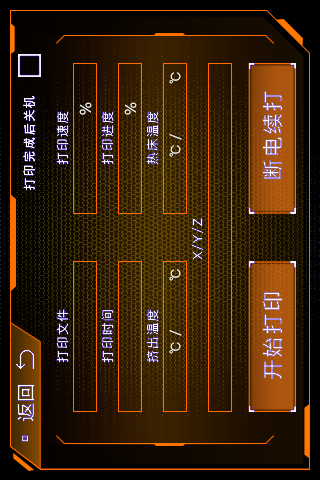 返回
打印完成后关机
打印文件
打印速度
%
打印时间
打印进度
%
挤出温度
℃ /
℃
热床温度
℃ /
℃
X/Y/Z
开始打印
断电续打